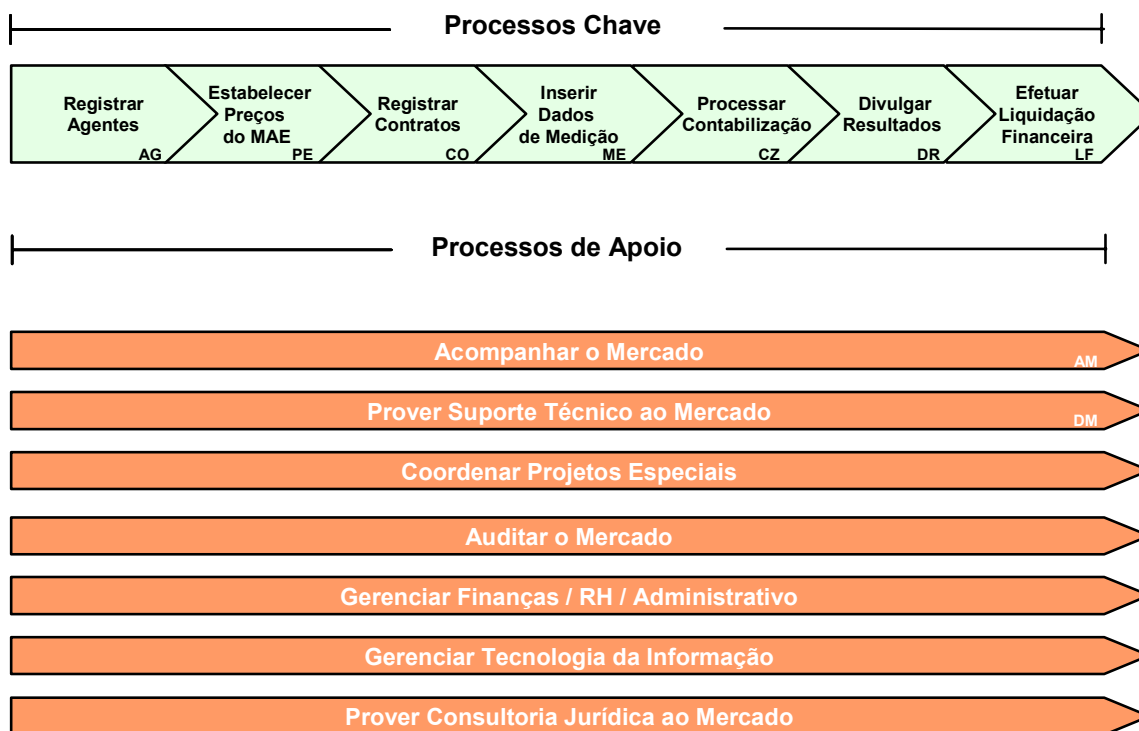 Processos Chave
Registrar
Agentes
AG
Estabelecer
Preços
do MAE
PE
Registrar
Contratos
CO
Inserir
Dados
de Medição
ME
Processar
Contabilização
CZ
Divulgar
Resultados
DR
Efetuar
Liquidação
Financeira
LF
Processos de Apoio
Acompanhar o Mercado
AM
Prover Suporte Técnico ao Mercado
DM
Coordenar Projetos Especiais
Auditar o Mercado
Gerenciar Finanças / RH / Administrativo
Gerenciar Tecnologia da Informação
Prover Consultoria Jurídica ao Mercado